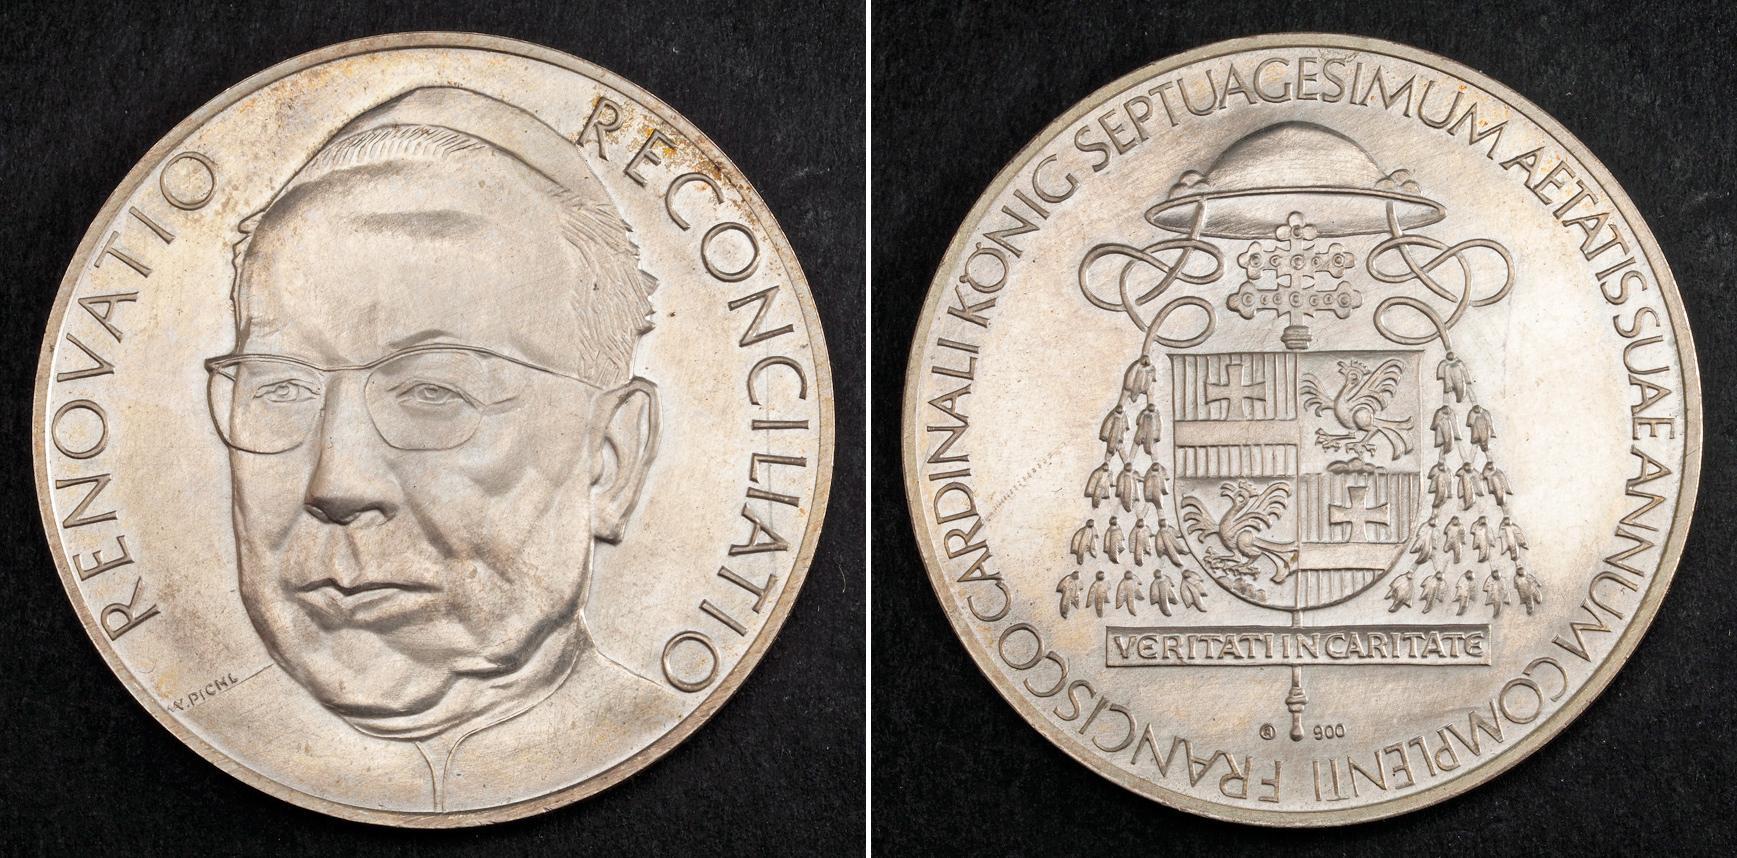 RENOVATIO RECONCILIATIO
W. PICHL
FRANCISCO CARDINALI KÖNIG SEPTUAGESIMUM AETATIS SUAE ANNUM COMPLENTI
VERITATI IN CARITATE
900